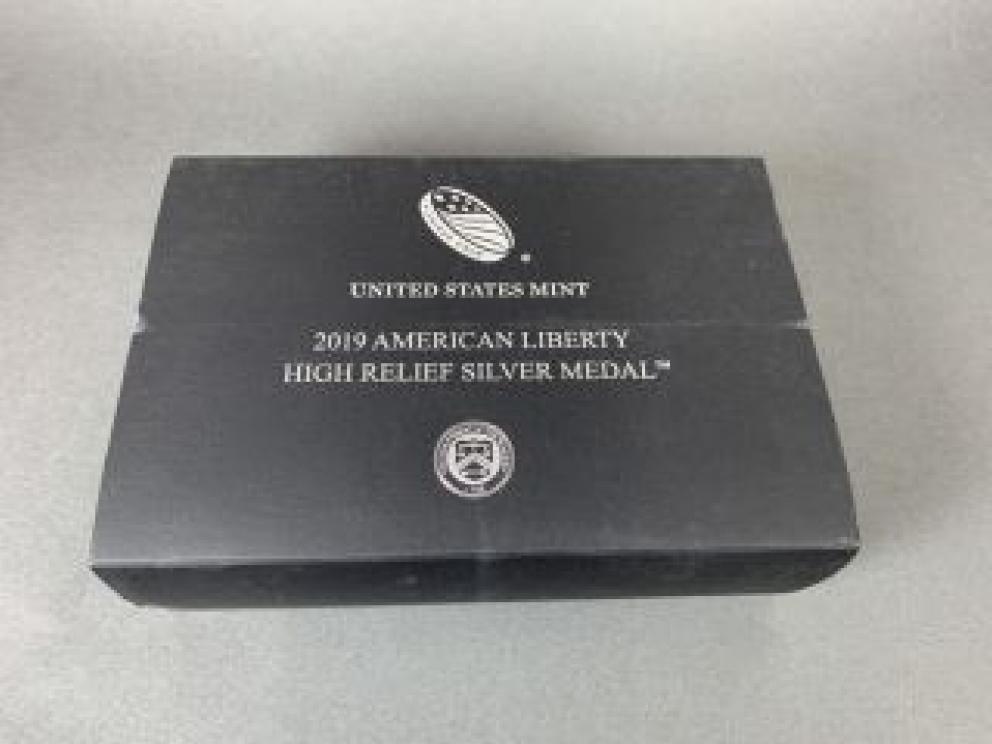 UNITED STATES MINT
2019 AMERICAN LIBERTY
HIGH RELIEF SILVER MEDAL™